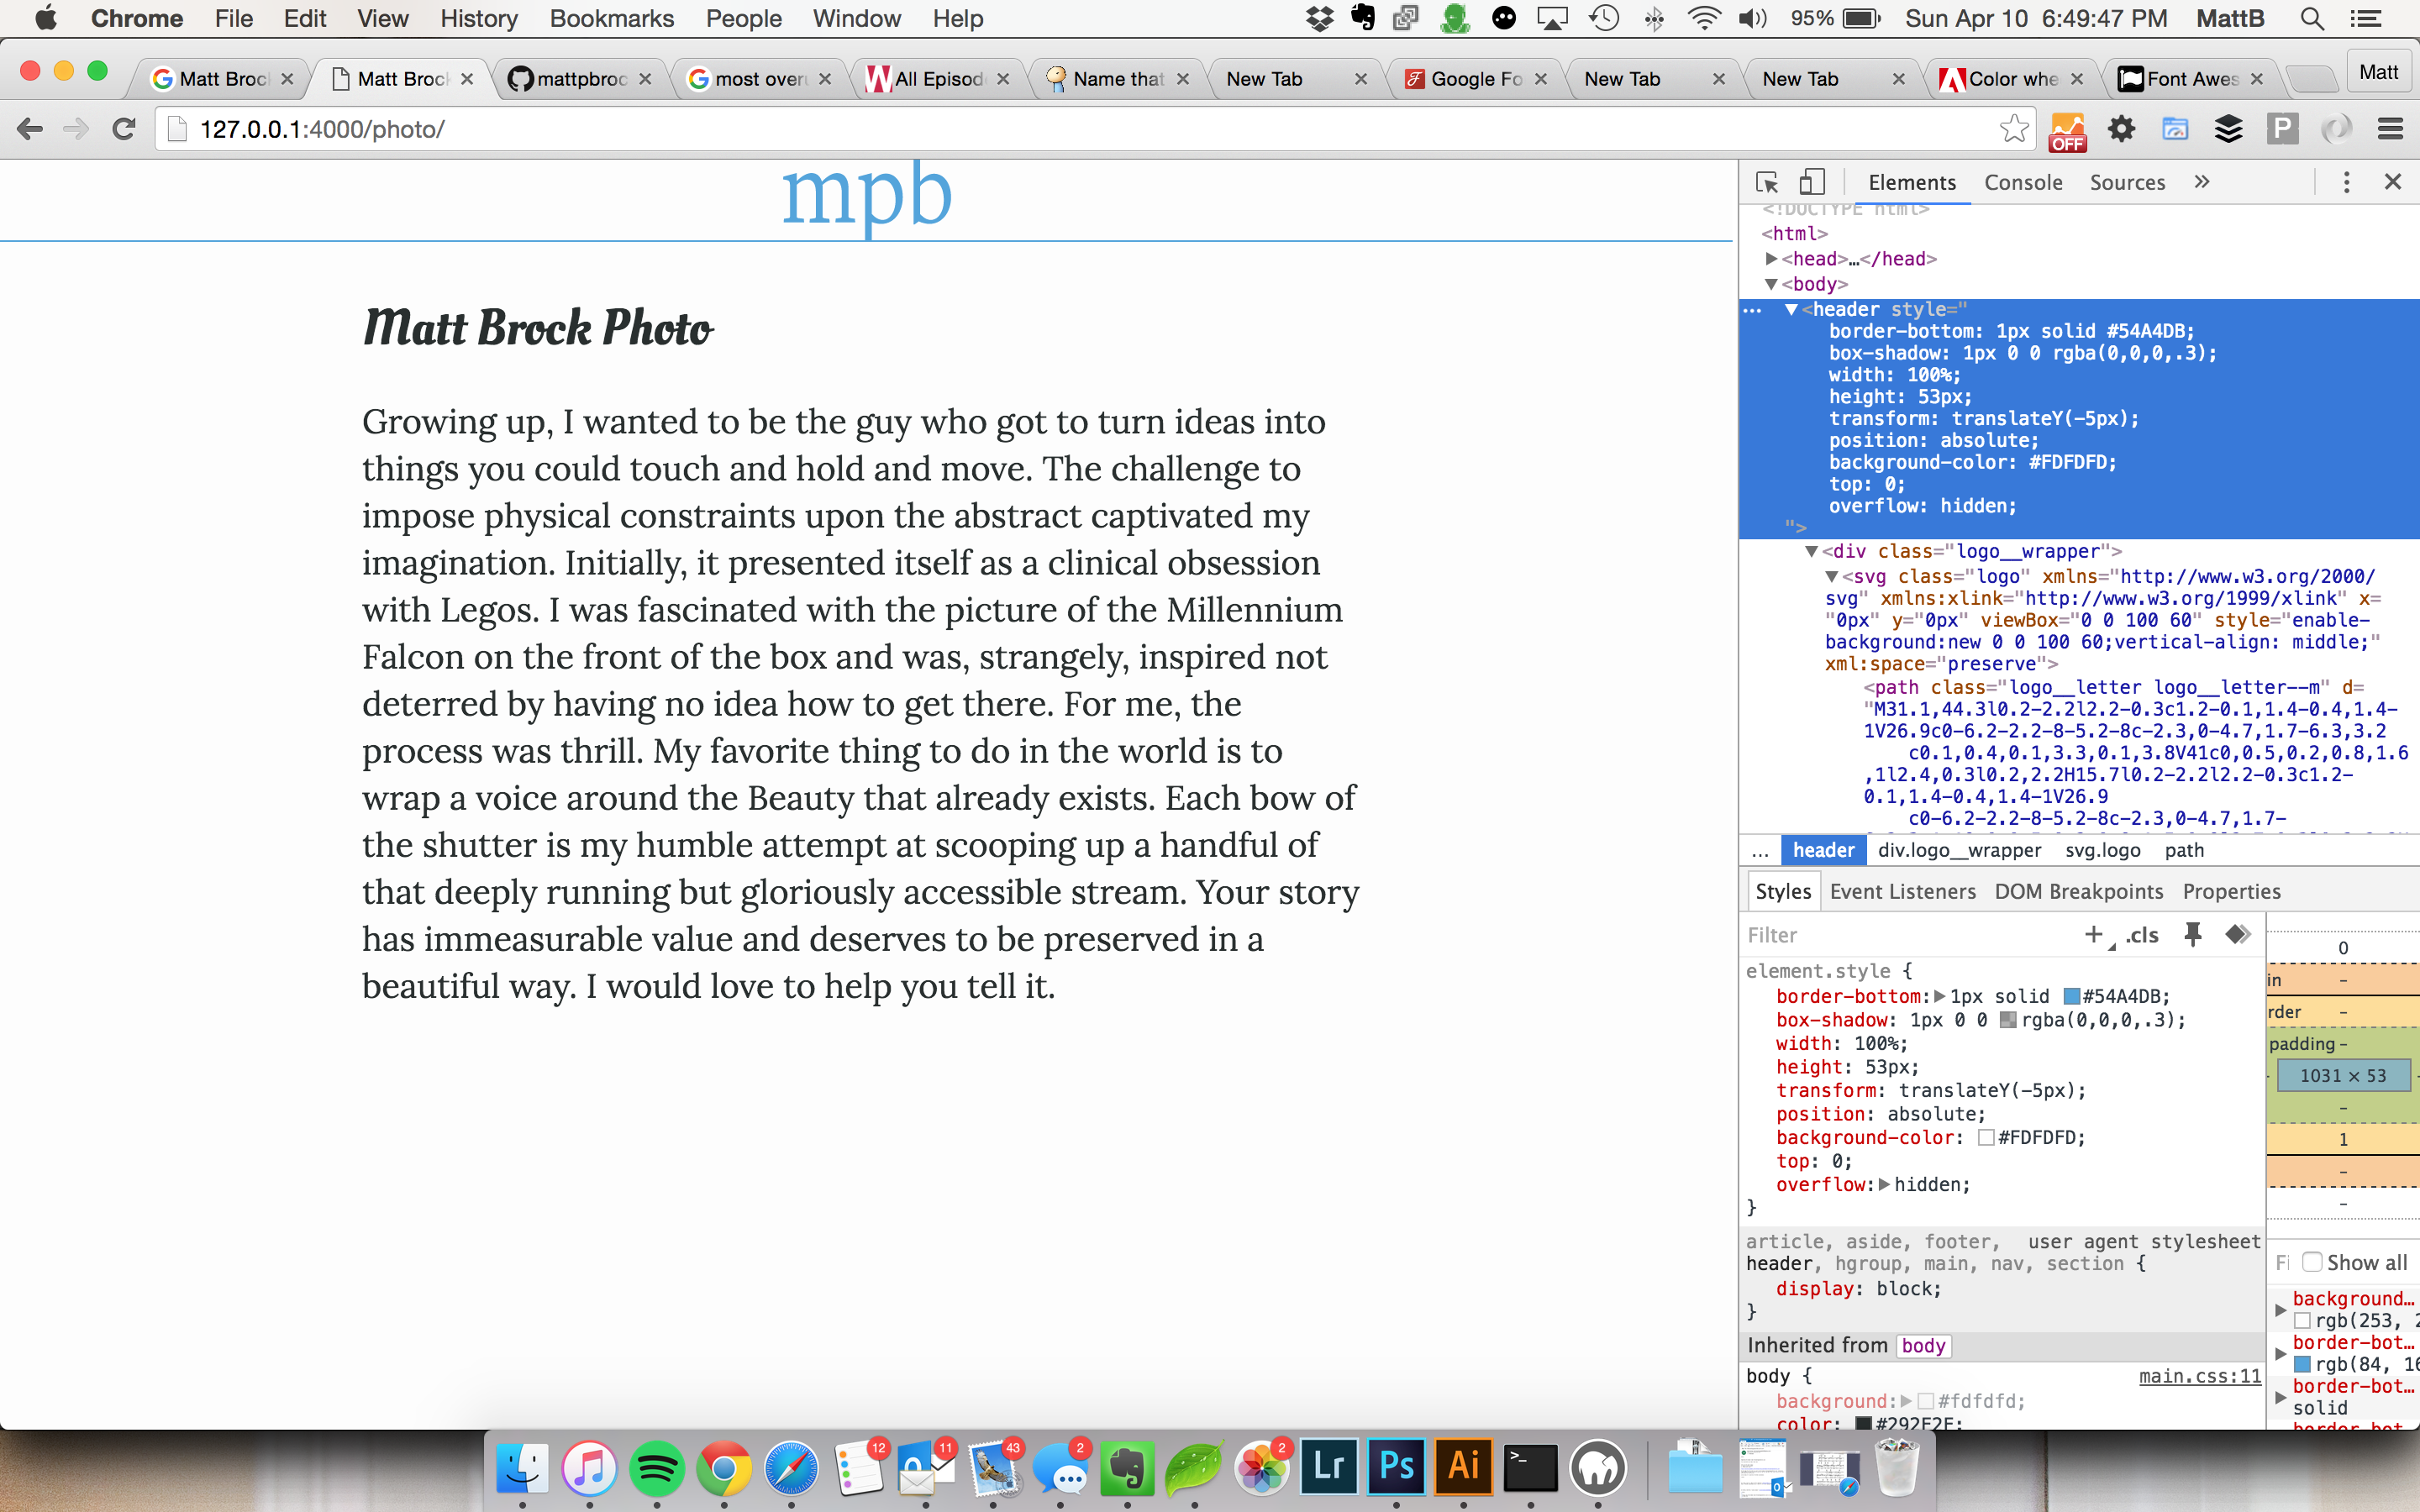 Chrome File Edit View History Bookmarks People Window Help 95% Sun Apr 10 6:49:47 PM MattB
Matt Broc Matt Brock mattpbroc most over All Episod Name that New Tab Google Fo New Tab New Tab Color whe Font Awes Matt
127.0.0.1:4000/photo/ OFF P
mpb
Matt Brock Photo
Growing up, I wanted to be the guy who got to turn ideas into
things you could touch and hold and move. The challenge to
impose physical constraints upon the abstract captivated my
imagination. Initially, it presented itself as a clinical obsession
with Legos. I was fascinated with the picture of the Millennium
Falcon on the front of the box and was, strangely, inspired not
deterred by having no idea how to get there. For me, the
process was thrill. My favorite thing to do in the world is to
wrap a voice around the Beauty that already exists. Each bow of
the shutter is my humble attempt at scooping up a handful of
that deeply running but gloriously accessible stream. Your story
has immeasurable value and deserves to be preserved in a
beautiful way. I would love to help you tell it.
Elements Console Sources »
<!DOCTYPE html>
<html>
<head>…</head>
<body>
<header style="
border-bottom: 1px solid #54A4DB;
box-shadow: 1px 0 0 rgba(0,0,0,.3);
width: 100%;
height: 53px;
transform: translateY(-5px);
position: absolute;
background-color: #FDFDFD;
top: 0;
overflow: hidden;
">
<div class="logo__wrapper">
<svg class="logo" xmlns="http://www.w3.org/2000/
svg" xmlns:xlink="http://www.w3.org/1999/xlink" x=
"0px" y="0px" viewBox="0 0 100 60" style="enable-
background:new 0 0 100 60;vertical-align: middle;"
xml:space="preserve">
<path class="logo__letter logo__letter--m" d=
"M31.1,44.3l0.2-2.2l2.2-0.3c1.2-0.1,1.4-0.4,1.4-
1V26.9c0-6.2-2.2-8-5.2-8c-2.3,0-4.7,1.7-6.3,3.2
c0.1,0.4,0.1,3.3,0.1,3.8V41c0,0.5,0.2,0.8,1.6
,1l2.4,0.3l0.2,2.2H15.7l0.2-2.2l2.2-0.3c1.2-
0.1,1.4-0.4,1.4-1V26.9
c0-6.2-2.2-8-5.2-8c-2.3,0-4.7,1.7-
... header div.logo__wrapper svg.logo path
Styles Event Listeners DOM Breakpoints Properties
Filter + .cls
element.style {
border-bottom: 1px solid #54A4DB;
box-shadow: 1px 0 0 rgba(0,0,0,.3);
width: 100%;
height: 53px;
transform: translateY(-5px);
position: absolute;
background-color: #FDFDFD;
top: 0;
overflow: hidden;
}
article, aside, footer, user agent stylesheet
header, hgroup, main, nav, section {
display: block;
}
Inherited from body
body { main.css:11
background: #fdfdfd;
color: #292F2F;
0
in -
rder -
padding -
1031 × 53
-
1
-
-
Fi Show all
background…
rgb(253, 2
border-bot…
rgb(84, 16
border-bot…
solid
border-bot
12 11 43 2 2 Lr Ps Ai >_